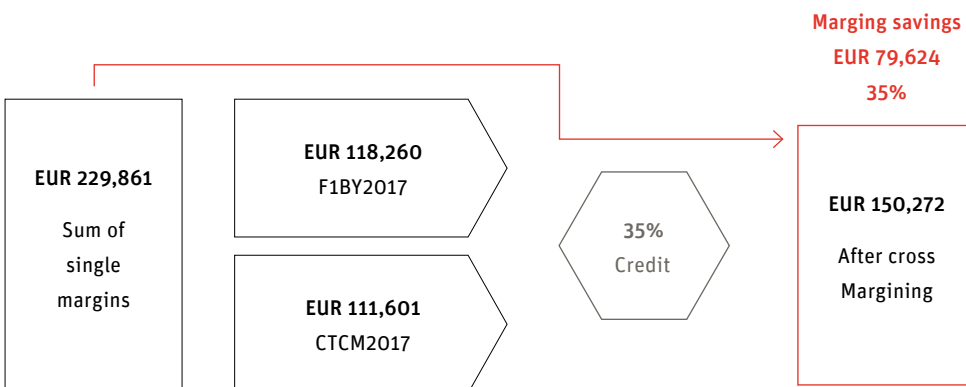 Marging savings
EUR 79,624
35%
EUR 229,861
Sum of
single
margins
EUR 118,260
F1BY2017
EUR 111,601
CTCM2017
35%
Credit
EUR 150,272
After cross
Margining